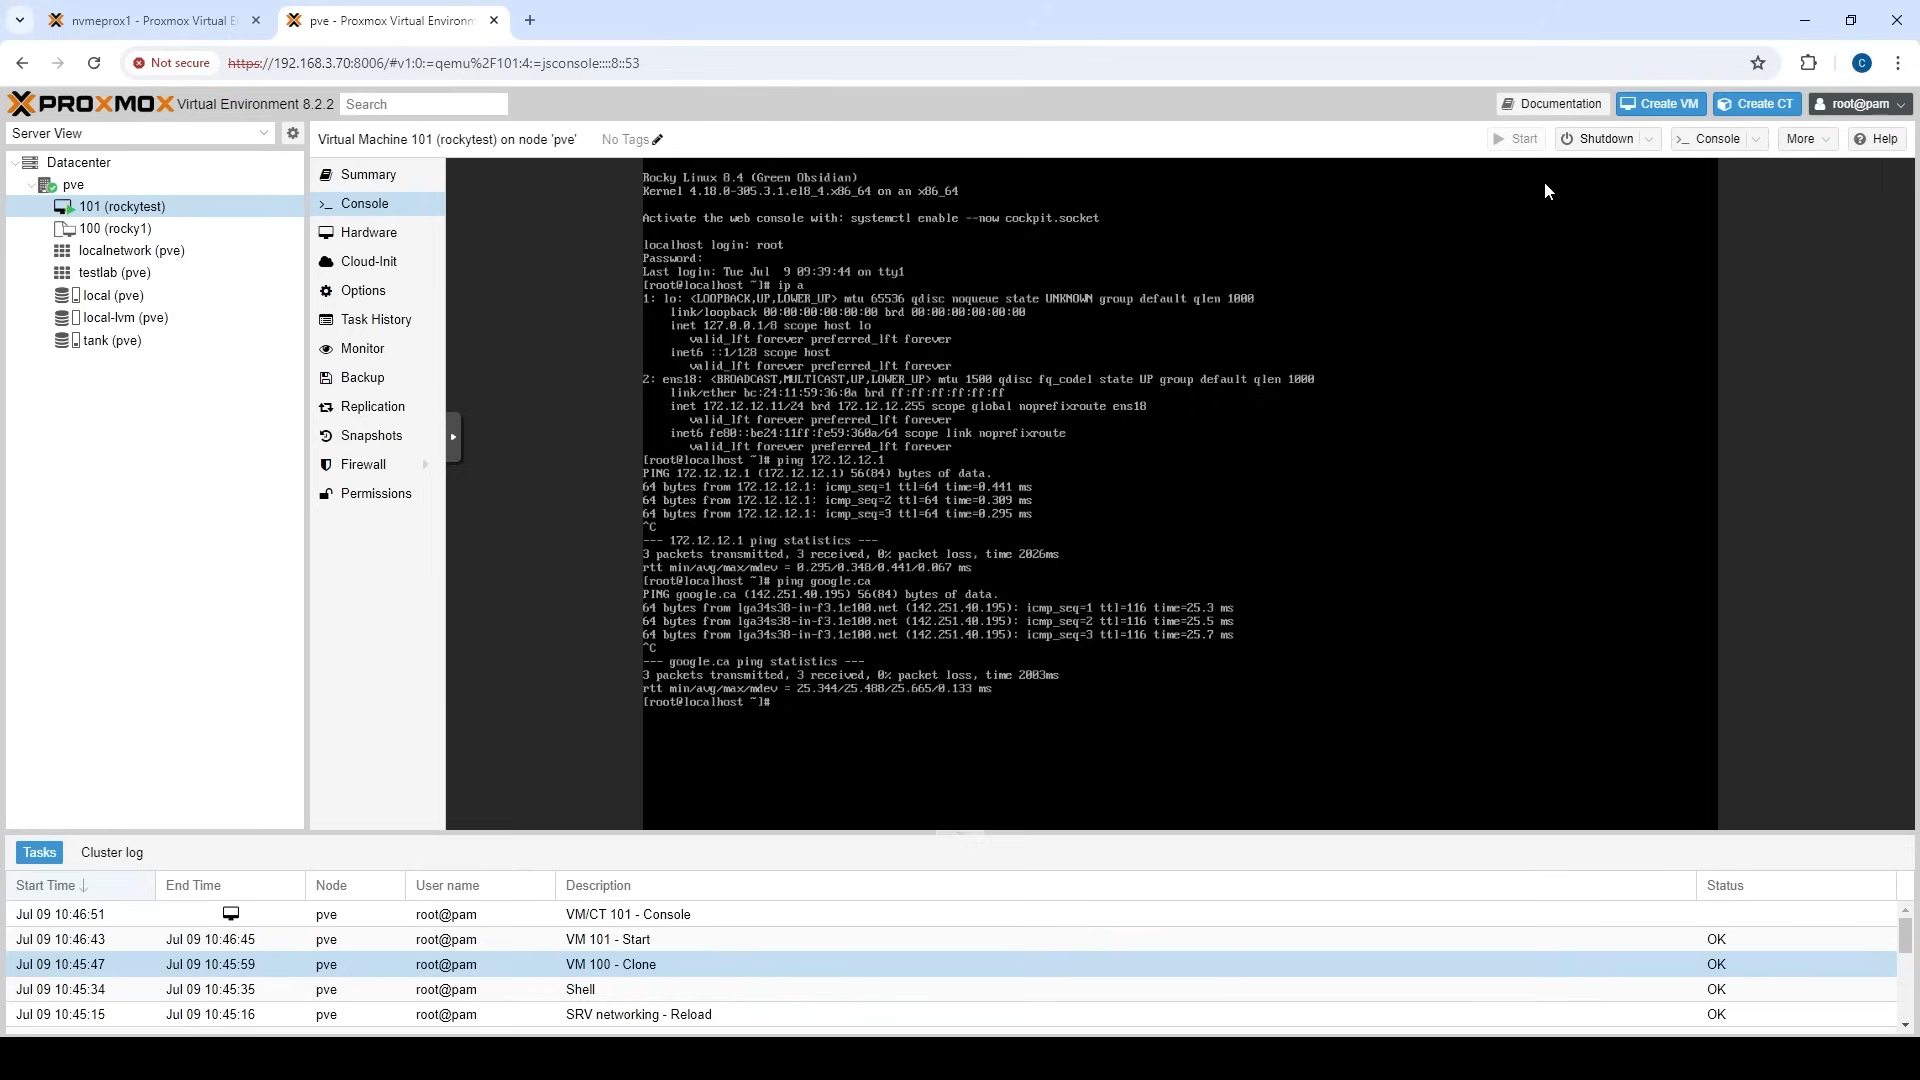 nvmeprox1 - Proxmox Virtual E
pve - Proxmox Virtual Environm
Not secure
https://192.168.3.70:8006/#v1:0:=qemu%2F101:4:=jsconsole::::8::53
C
PROXMOX Virtual Environment 8.2.2
Search
Documentation
Create VM
Create CT
root@pam
Server View
Virtual Machine 101 (rockytest) on node 'pve'
No Tags
Start
Shutdown
Console
More
Help
Datacenter
pve
101 (rockytest)
100 (rocky1)
localnetwork (pve)
testlab (pve)
local (pve)
local-lvm (pve)
tank (pve)
Summary
Console
Hardware
Cloud-Init
Options
Task History
Monitor
Backup
Replication
Snapshots
Firewall
Permissions
Rocky Linux 8.4 (Green Obsidian)
Kernel 4.18.0-305.3.1.el8_4.x86_64 on an x86_64
Activate the web console with: systemctl enable --now cockpit.socket
localhost login: root
Password:
Last login: Tue Jul  9 09:39:44 on tty1
[root@localhost ~]# ip a
1: lo: <LOOPBACK,UP,LOWER_UP> mtu 65536 qdisc noqueue state UNKNOWN group default qlen 1000
link/loopback 00:00:00:00:00:00 brd 00:00:00:00:00:00
inet 127.0.0.1/8 scope host lo
valid_lft forever preferred_lft forever
inet6 ::1/128 scope host
valid_lft forever preferred_lft forever
2: ens18: <BROADCAST,MULTICAST,UP,LOWER_UP> mtu 1500 qdisc fq_codel state UP group default qlen 1000
link/ether bc:24:11:59:36:0a brd ff:ff:ff:ff:ff:ff
inet 172.12.12.11/24 brd 172.12.12.255 scope global noprefixroute ens18
valid_lft forever preferred_lft forever
inet6 fe80::be24:11ff:fe59:360a/64 scope link noprefixroute
valid_lft forever preferred_lft forever
[root@localhost ~]# ping 172.12.12.1
PING 172.12.12.1 (172.12.12.1) 56(84) bytes of data.
64 bytes from 172.12.12.1: icmp_seq=1 ttl=64 time=0.441 ms
64 bytes from 172.12.12.1: icmp_seq=2 ttl=64 time=0.309 ms
64 bytes from 172.12.12.1: icmp_seq=3 ttl=64 time=0.295 ms
^C
--- 172.12.12.1 ping statistics ---
3 packets transmitted, 3 received, 0% packet loss, time 2026ms
rtt min/avg/max/mdev = 0.295/0.348/0.441/0.067 ms
[root@localhost ~]# ping google.ca
PING google.ca (142.251.40.195) 56(84) bytes of data.
64 bytes from lga34s38-in-f3.1e100.net (142.251.40.195): icmp_seq=1 ttl=116 time=25.3 ms
64 bytes from lga34s38-in-f3.1e100.net (142.251.40.195): icmp_seq=2 ttl=116 time=25.5 ms
64 bytes from lga34s38-in-f3.1e100.net (142.251.40.195): icmp_seq=3 ttl=116 time=25.7 ms
^C
--- google.ca ping statistics ---
3 packets transmitted, 3 received, 0% packet loss, time 2003ms
rtt min/avg/max/mdev = 25.344/25.488/25.665/0.133 ms
[root@localhost ~]#
Tasks
Cluster log
Start Time End Time Node User name Description Status
Jul 09 10:46:51 pve root@pam VM/CT 101 - Console
Jul 09 10:46:43 Jul 09 10:46:45 pve root@pam VM 101 - Start OK
Jul 09 10:45:47 Jul 09 10:45:59 pve root@pam VM 100 - Clone OK
Jul 09 10:45:34 Jul 09 10:45:35 pve root@pam Shell OK
Jul 09 10:45:15 Jul 09 10:45:16 pve root@pam SRV networking - Reload OK